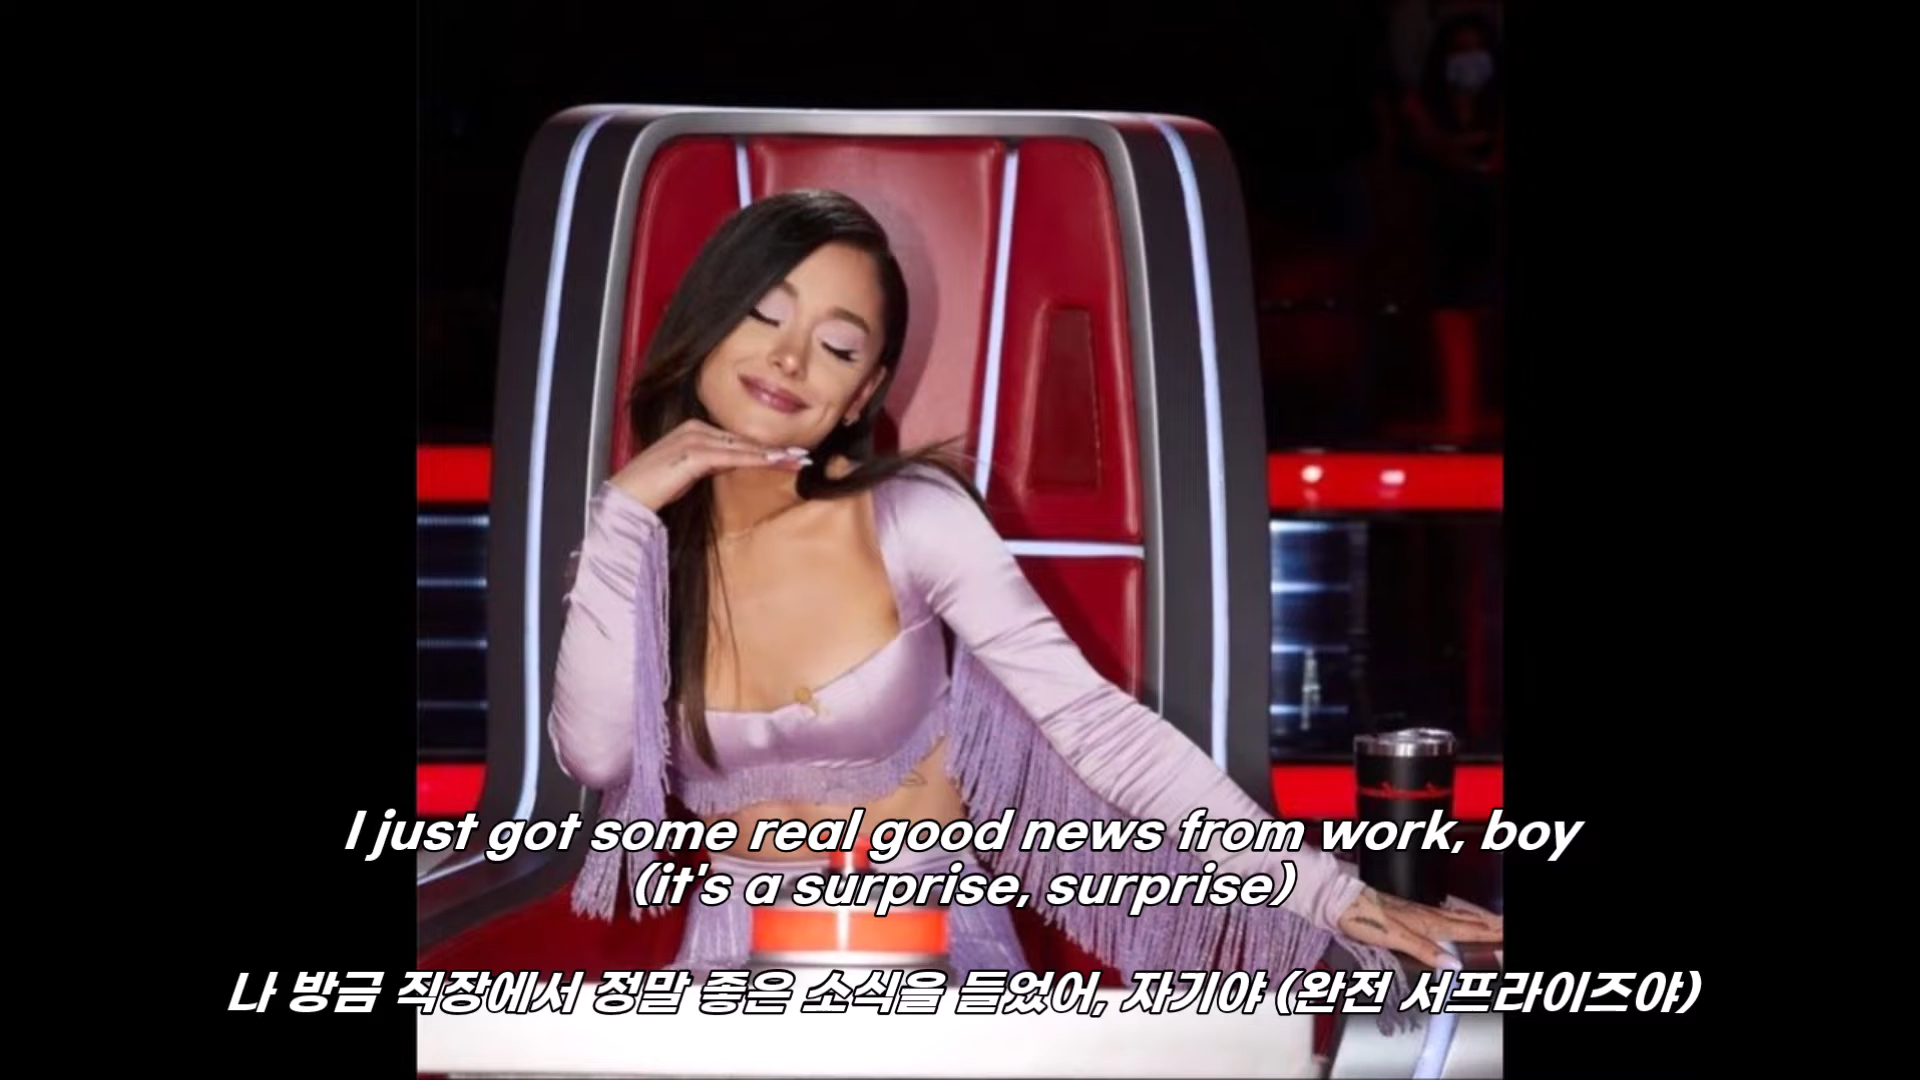 I just got some real good news from work, boy
(it's a surprise, surprise)
나 방금 직장에서 정말 좋은 소식을 들었어, 자기야 (완전 서프라이즈야)